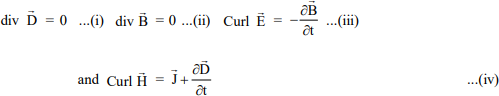 div D⃗ = 0 ...(i) div B⃗ = 0 ...(ii) Curl E⃗ = −∂B⃗/∂t ...(iii)
and Curl H⃗ = J⃗+∂D⃗/∂t ...(iv)